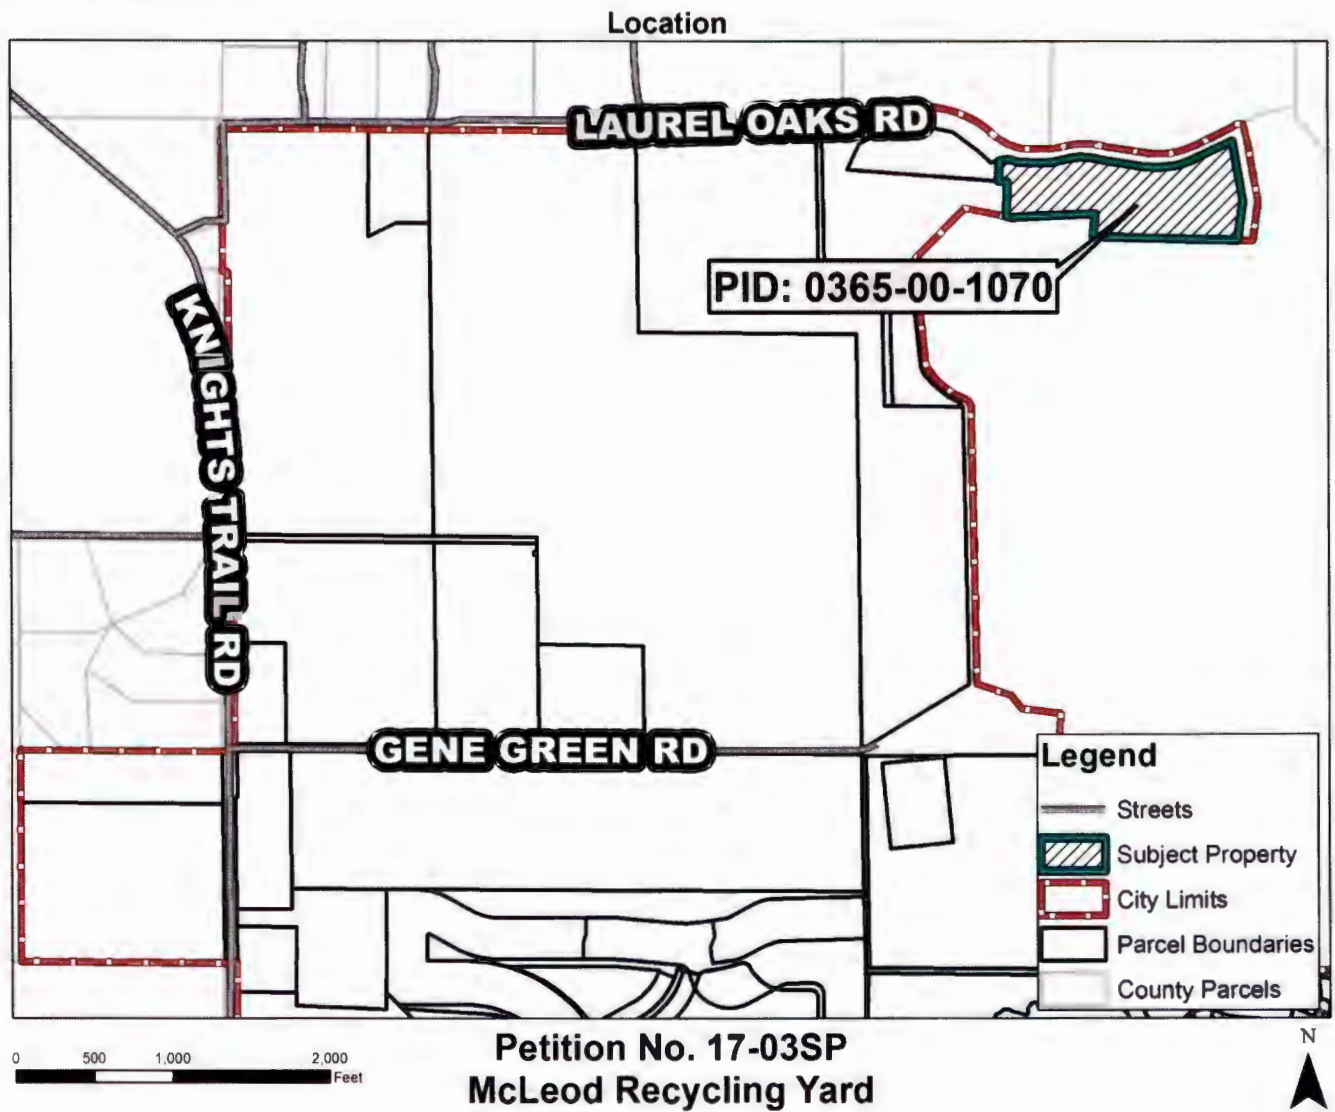 Location
LAUREL OAKS RD
PID: 0365-00-1070
KNIGHTS TRAIL RD
GENE GREEN RD
Legend
Streets
Subject Property
City Limits
Parcel Boundaries
County Parcels
0 500 1,000 2,000
Feet
Petition No. 17-03SP
McLeod Recycling Yard
N